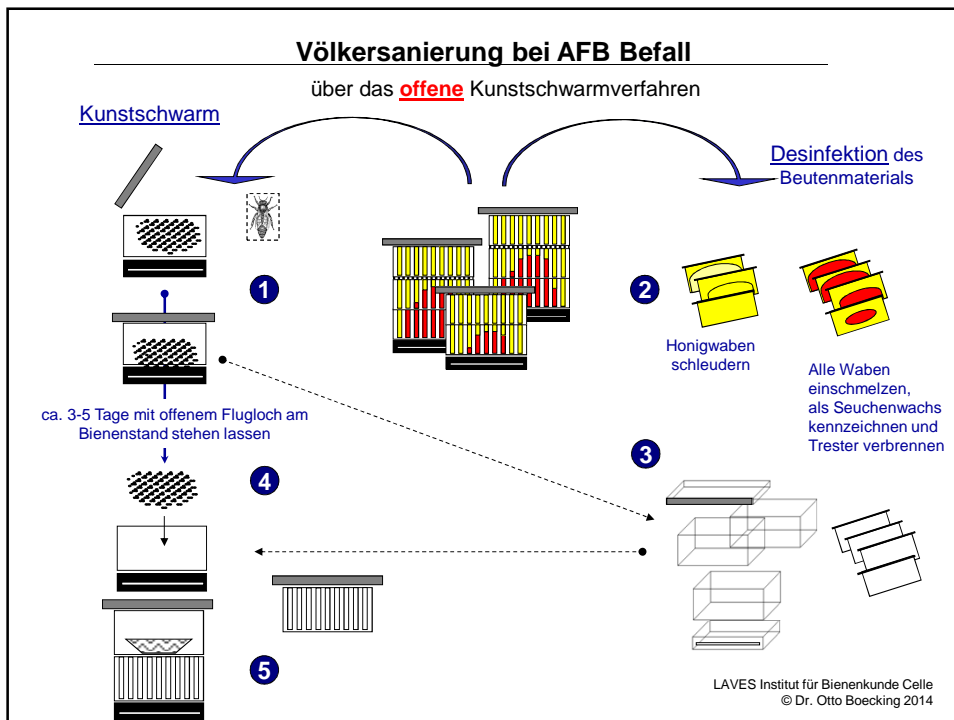 Völkersanierung bei AFB Befall
über das offene Kunstschwarmverfahren
Kunstschwarm
Desinfektion des
Beutenmaterials
1
2
Honigwaben
schleudern
Alle Waben
einschmelzen,
als Seuchenwachs
kennzeichnen und
Trester verbrennen
ca. 3-5 Tage mit offenem Flugloch am
Bienenstand stehen lassen
3
4
5
LAVES Institut für Bienenkunde Celle
© Dr. Otto Boecking 2014